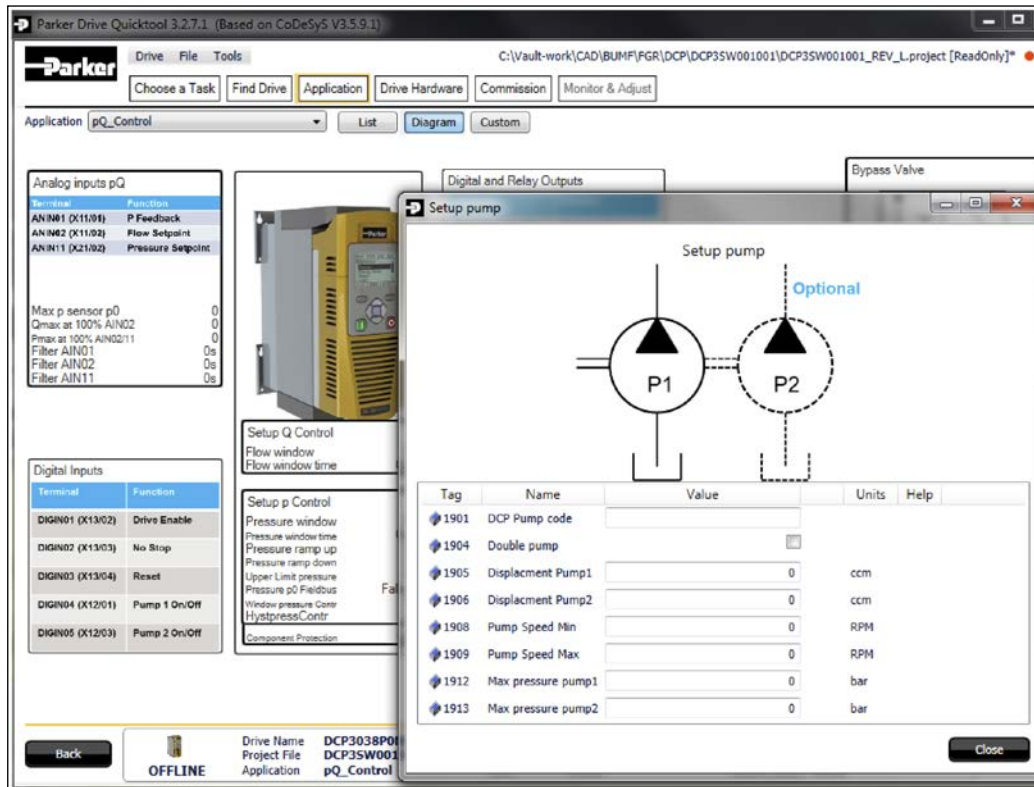 Parker Drive Quicktool 3.2.7.1 (Based on CoDeSyS V3.5.9.1)
Parker
Drive File Tools
C:\Vault-work\CAD\BUMF\FGR\DCP\DCP3SW001001\DCP3SW001001_REV_L.project [ReadOnly]*
Choose a Task Find Drive Application Drive Hardware Commission Monitor & Adjust
Application pQ_Control List Diagram Custom
Analog inputs pQ
Terminal Function
ANIN01 (X11/01) P Feedback
ANIN02 (X11/02) Flow Setpoint
ANIN11 (X21/02) Pressure Setpoint
Max p sensor p0 0
Qmax at 100% AIN02 0
Pmax at 100% AIN02/11 0
Filter AIN01 0s
Filter AIN02 0s
Filter AIN11 0s
Digital Inputs
Terminal Function
DIGIN01 (X13/02) Drive Enable
DIGIN02 (X13/03) No Stop
DIGIN03 (X13/04) Reset
DIGIN04 (X12/01) Pump 1 On/Off
DIGIN05 (X12/03) Pump 2 On/Off
Parker
Setup Q Control
Flow window
Flow window time
Setup p Control
Pressure window
Pressure window time
Pressure ramp up
Pressure ramp down
Upper Limit pressure
Pressure p0 Fieldbus
Window pressure Contr
HystpressContr
Component Protection
Digital and Relay Outputs
Bypass Valve
Setup pump
Setup pump
Optional
P1 P2
Tag Name Value Units Help
1901 DCP Pump code
1904 Double pump
1905 Displacment Pump1 0 ccm
1906 Displacment Pump2 0 ccm
1908 Pump Speed Min 0 RPM
1909 Pump Speed Max 0 RPM
1912 Max pressure pump1 0 bar
1913 Max pressure pump2 0 bar
Close
Back
OFFLINE
Drive Name
Project File
Application pQ_Control